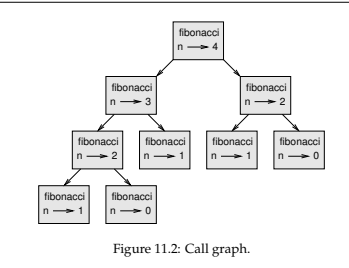 fibonacci
n → 4
fibonacci
n → 3
fibonacci
n → 2
fibonacci
n → 2
fibonacci
n → 1
fibonacci
n → 1
fibonacci
n → 0
fibonacci
n → 1
fibonacci
n → 0
Figure 11.2: Call graph.